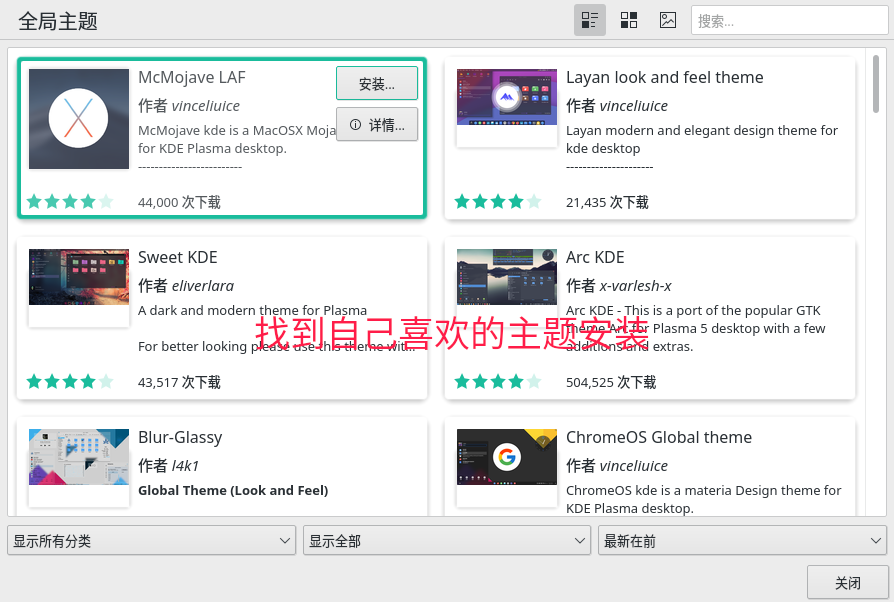 全局主题
搜索...
McMojave LAF
安装...
作者 vinceliuice
详情...
McMojave kde is a MacOSX Moja
for KDE Plasma desktop.
------------------------
44,000 次下载
Layan look and feel theme
作者 vinceliuice
Layan modern and elegant design theme for
kde desktop
--------------------
21,435 次下载
Sweet KDE
作者 eliverlara
A dark and modern theme for Plasma
For better looking please use this theme wit...
43,517 次下载
Arc KDE
作者 x-varlesh-x
Arc KDE - This is a port of the popular GTK
theme Arc for Plasma 5 desktop with a few
additions and extras.
504,525 次下载
找到自己喜欢的主题安装
Blur-Glassy
作者 l4k1
Global Theme (Look and Feel)
ChromeOS Global theme
作者 vinceliuice
ChromeOS kde is a materia Design theme for
KDE Plasma desktop.
显示所有分类
显示全部
最新在前
关闭